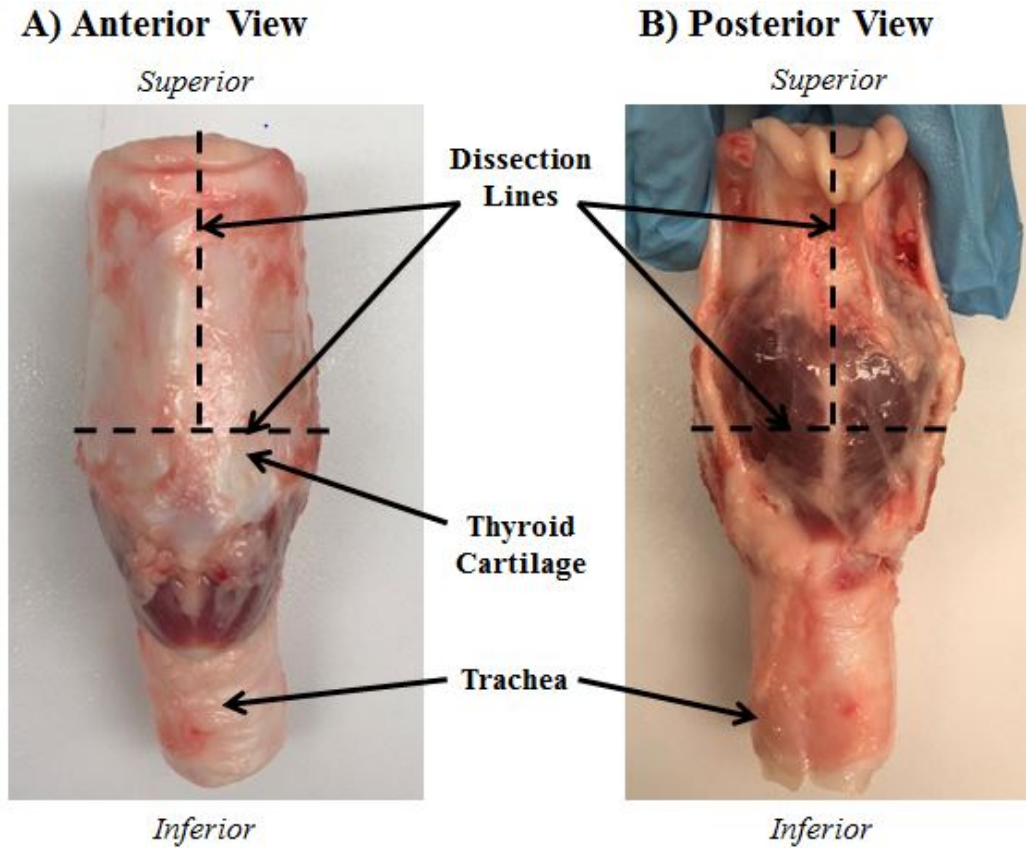 A) Anterior View
B) Posterior View
Superior
Superior
Dissection
Lines
Thyroid
Cartilage
Trachea
Inferior
Inferior